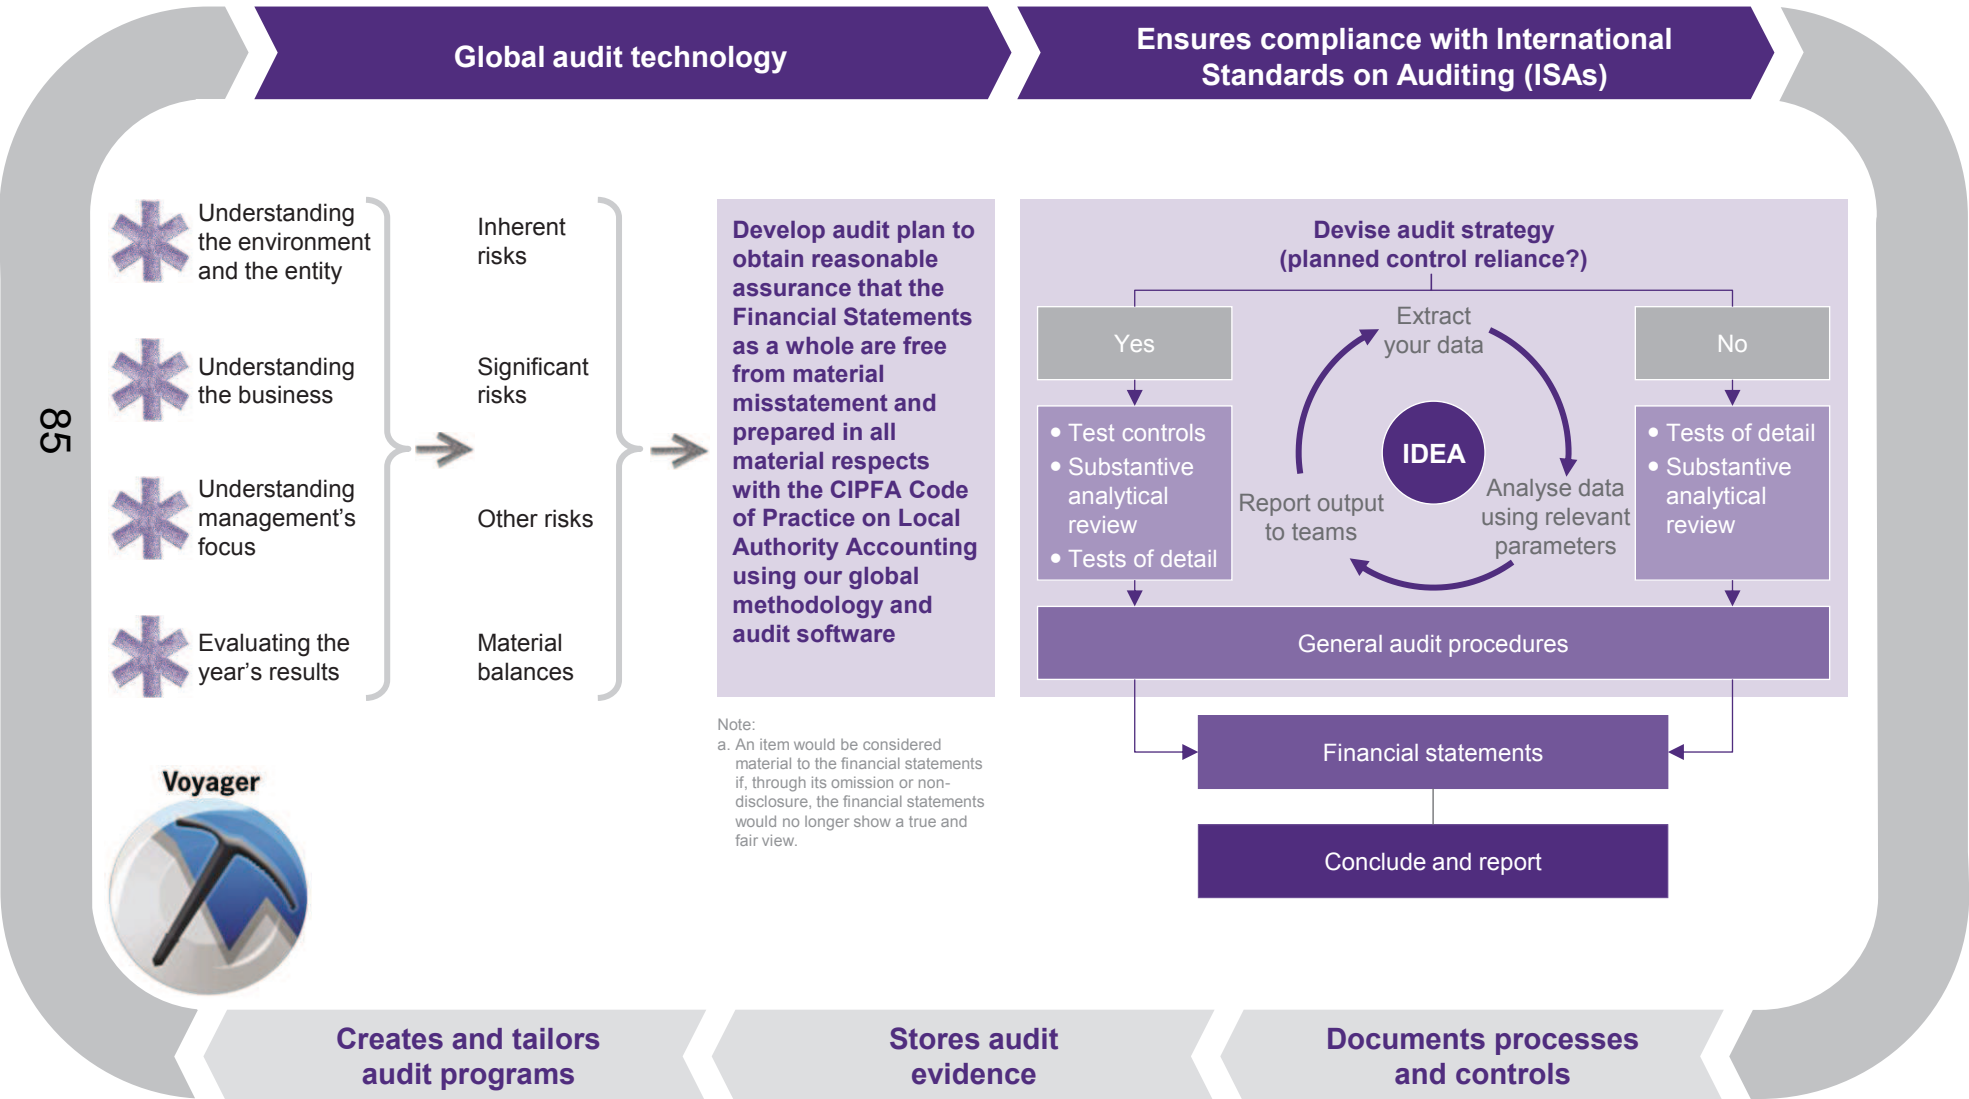 Global audit technology
Ensures compliance with International
Standards on Auditing (ISAs)
85
Understanding
the environment
and the entity
Understanding
the business
Understanding
management’s
focus
Evaluating the
year’s results
Inherent
risks
Significant
risks
Other risks
Material
balances
Develop audit plan to
obtain reasonable
assurance that the
Financial Statements
as a whole are free
from material
misstatement and
prepared in all
material respects
with the CIPFA Code
of Practice on Local
Authority Accounting
using our global
methodology and
audit software
Note:
a. An item would be considered
material to the financial statements
if, through its omission or non-
disclosure, the financial statements
would no longer show a true and
fair view.
Devise audit strategy
(planned control reliance?)
Yes
• Test controls
• Substantive
analytical
review
• Tests of detail
Extract
your data
IDEA
Analyse data
using relevant
parameters
Report output
to teams
No
• Tests of detail
• Substantive
analytical
review
General audit procedures
Financial statements
Conclude and report
Voyager
Creates and tailors
audit programs
Stores audit
evidence
Documents processes
and controls